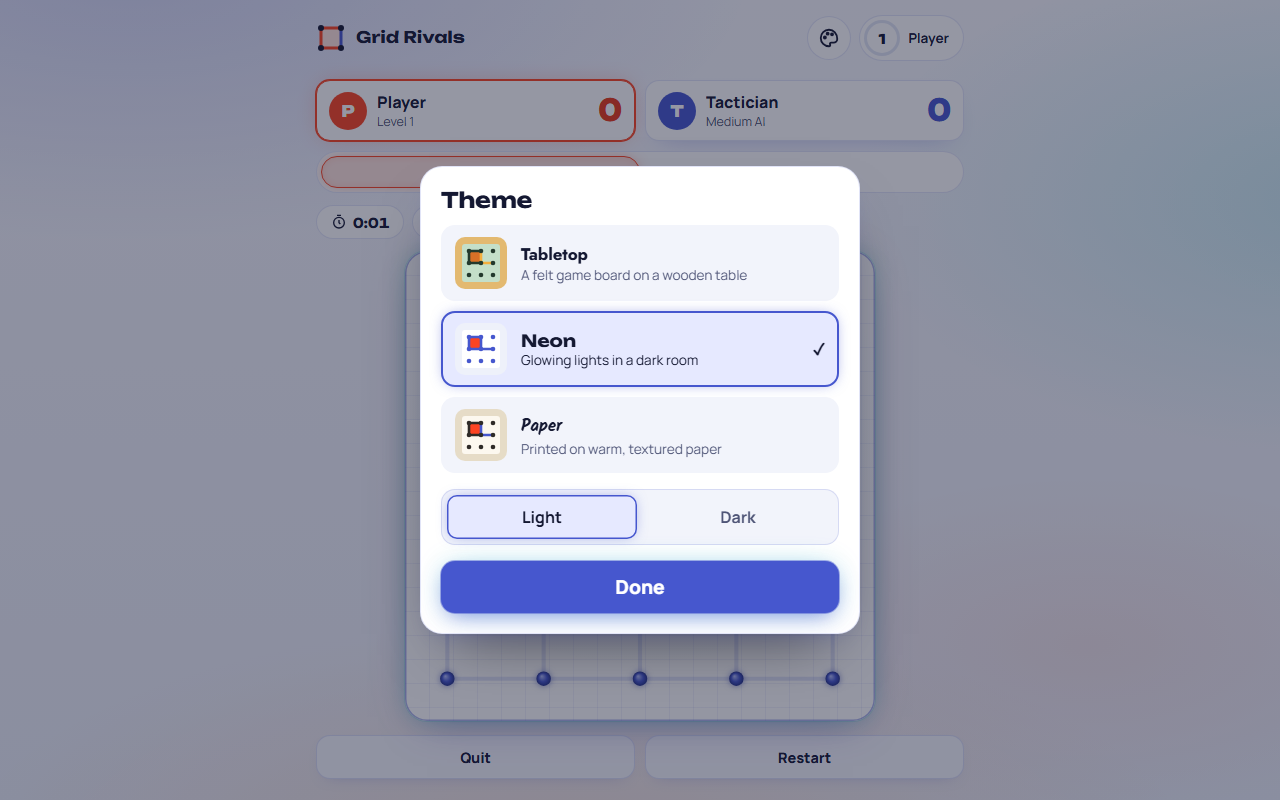 Grid Rivals
1 Player
P Player 0
Level 1
T Tactician 0
Medium AI
0:01
Theme
Tabletop
A felt game board on a wooden table
Neon
Glowing lights in a dark room
Paper
Printed on warm, textured paper
Light Dark
Done
Quit Restart